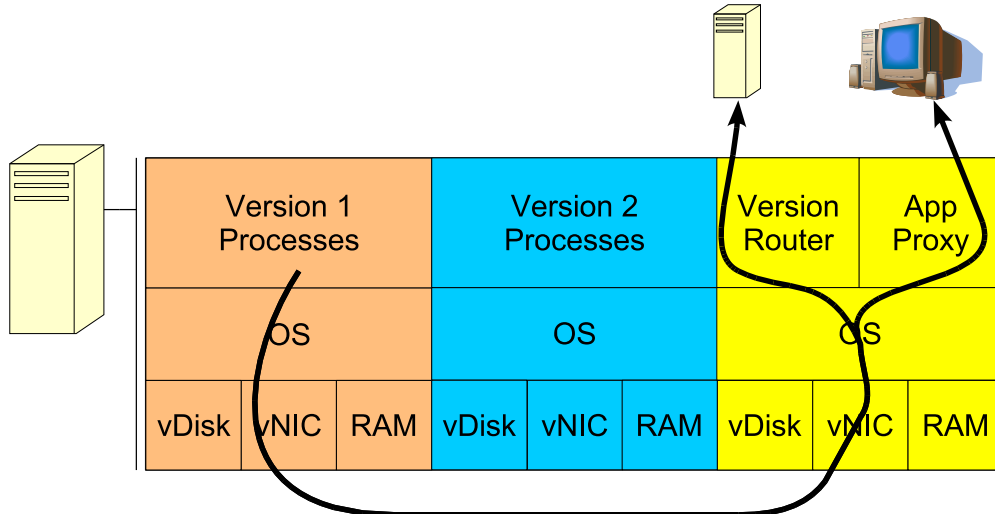 Version 1
Processes
Version 2
Processes
Version
Router
App
Proxy
OS
OS
OS
vDisk
vNIC
RAM
vDisk
vNIC
RAM
vDisk
vNIC
RAM